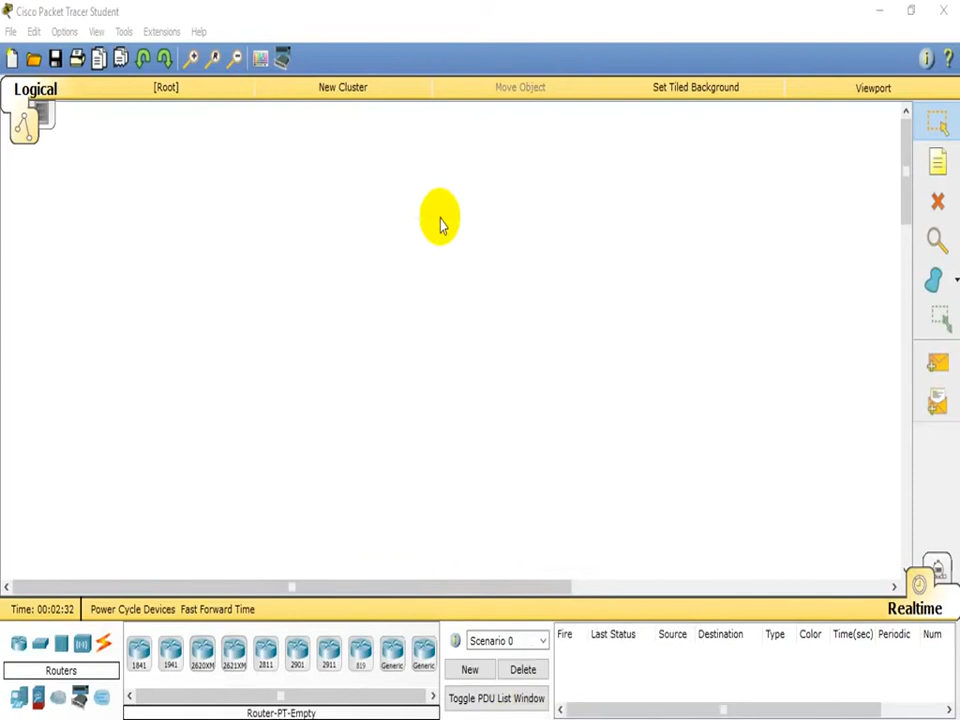 Cisco Packet Tracer Student
File Edit Options View Tools Extensions Help
Logical [Root] New Cluster Move Object Set Tiled Background Viewport
Time: 00:02:32 Power Cycle Devices Fast Forward Time Realtime
Scenario 0 Fire Last Status Source Destination Type Color Time(sec) Periodic Num
1841 1941 2620XM 2621XM 2811 2901 2911 819 Generic Generic
Routers New Delete
Toggle PDU List Window
Router-PT-Empty